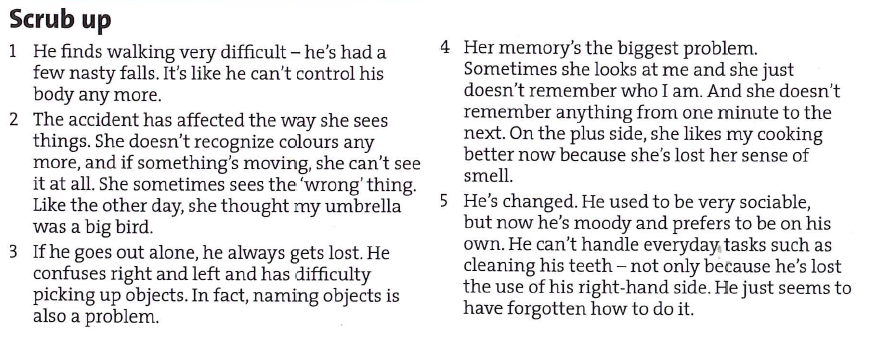 Scrub up
1 He finds walking very difficult – he's had a
few nasty falls. It's like he can't control his
body any more.
2 The accident has affected the way she sees
things. She doesn't recognize colours any
more, and if something's moving, she can't see
it at all. She sometimes sees the 'wrong' thing.
Like the other day, she thought my umbrella
was a big bird.
3 If he goes out alone, he always gets lost. He
confuses right and left and has difficulty
picking up objects. In fact, naming objects is
also a problem.
4 Her memory's the biggest problem.
Sometimes she looks at me and she just
doesn't remember who I am. And she doesn't
remember anything from one minute to the
next. On the plus side, she likes my cooking
better now because she's lost her sense of
smell.
5 He's changed. He used to be very sociable,
but now he's moody and prefers to be on his
own. He can't handle everyday tasks such as
cleaning his teeth – not only because he's lost
the use of his right-hand side. He just seems to
have forgotten how to do it.